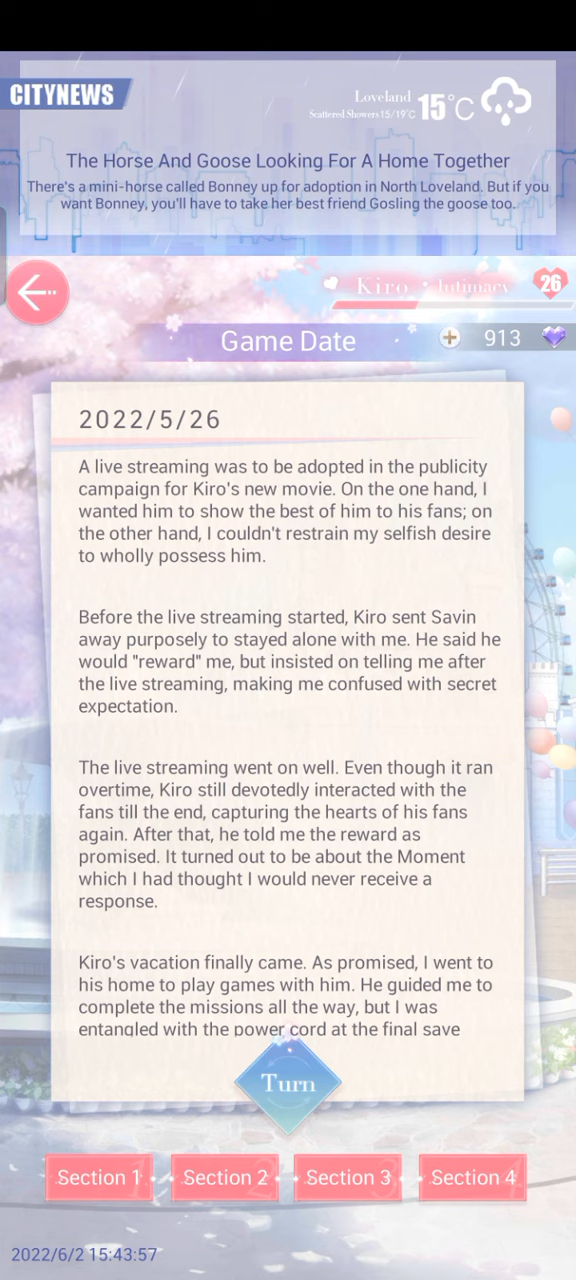 CITYNEWS
Loveland
Scattered Showers 15/19°C
15°C
The Horse And Goose Looking For A Home Together
There's a mini-horse called Bonney up for adoption in North Loveland. But if you
want Bonney, you'll have to take her best friend Gosling the goose too.
Kiro · Intimacy
26
Game Date
913
2022/5/26
A live streaming was to be adopted in the publicity
campaign for Kiro's new movie. On the one hand, I
wanted him to show the best of him to his fans; on
the other hand, I couldn't restrain my selfish desire
to wholly possess him.
Before the live streaming started, Kiro sent Savin
away purposely to stayed alone with me. He said he
would "reward" me, but insisted on telling me after
the live streaming, making me confused with secret
expectation.
The live streaming went on well. Even though it ran
overtime, Kiro still devotedly interacted with the
fans till the end, capturing the hearts of his fans
again. After that, he told me the reward as
promised. It turned out to be about the Moment
which I had thought I would never receive a
response.
Kiro's vacation finally came. As promised, I went to
his home to play games with him. He guided me to
complete the missions all the way, but I was
entangled with the power cord at the final save
Turn
Section 1
Section 2
Section 3
Section 4
2022/6/2 15:43:57